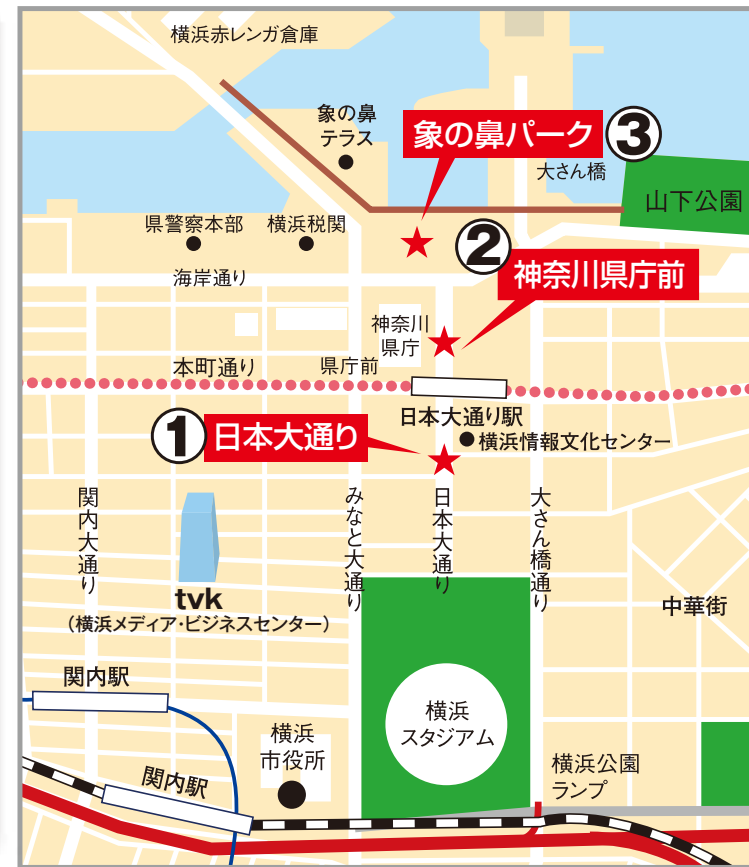 横浜赤レンガ倉庫
象の鼻
テラス
象の鼻パーク
③
大さん橋
山下公園
県警察本部
横浜税関
②
神奈川県庁前
海岸通り
神奈川
県庁
本町通り
県庁前
日本大通り駅
①
日本大通り
横浜情報文化センター
関内大通り
みなと大通り
日本大通り
大さん橋通り
tvk
(横浜メディア・ビジネスセンター)
中華街
関内駅
横浜
スタジアム
横浜
市役所
関内駅
横浜公園
ランプ